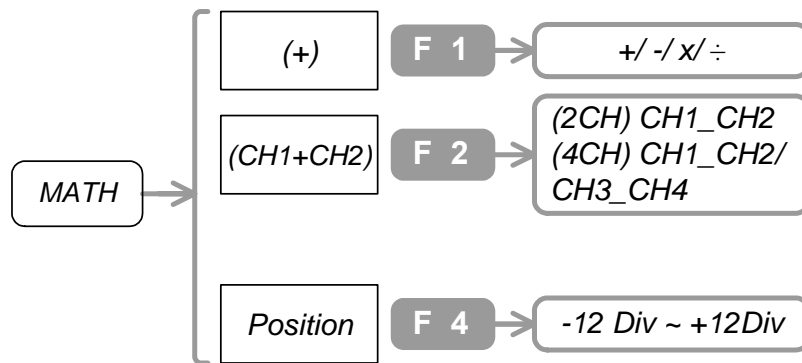 (+)
F 1
+/ -/ x/ ÷
MATH
(CH1+CH2)
F 2
(2CH) CH1_CH2
(4CH) CH1_CH2/
CH3_CH4
Position
F 4
-12 Div ~ +12Div